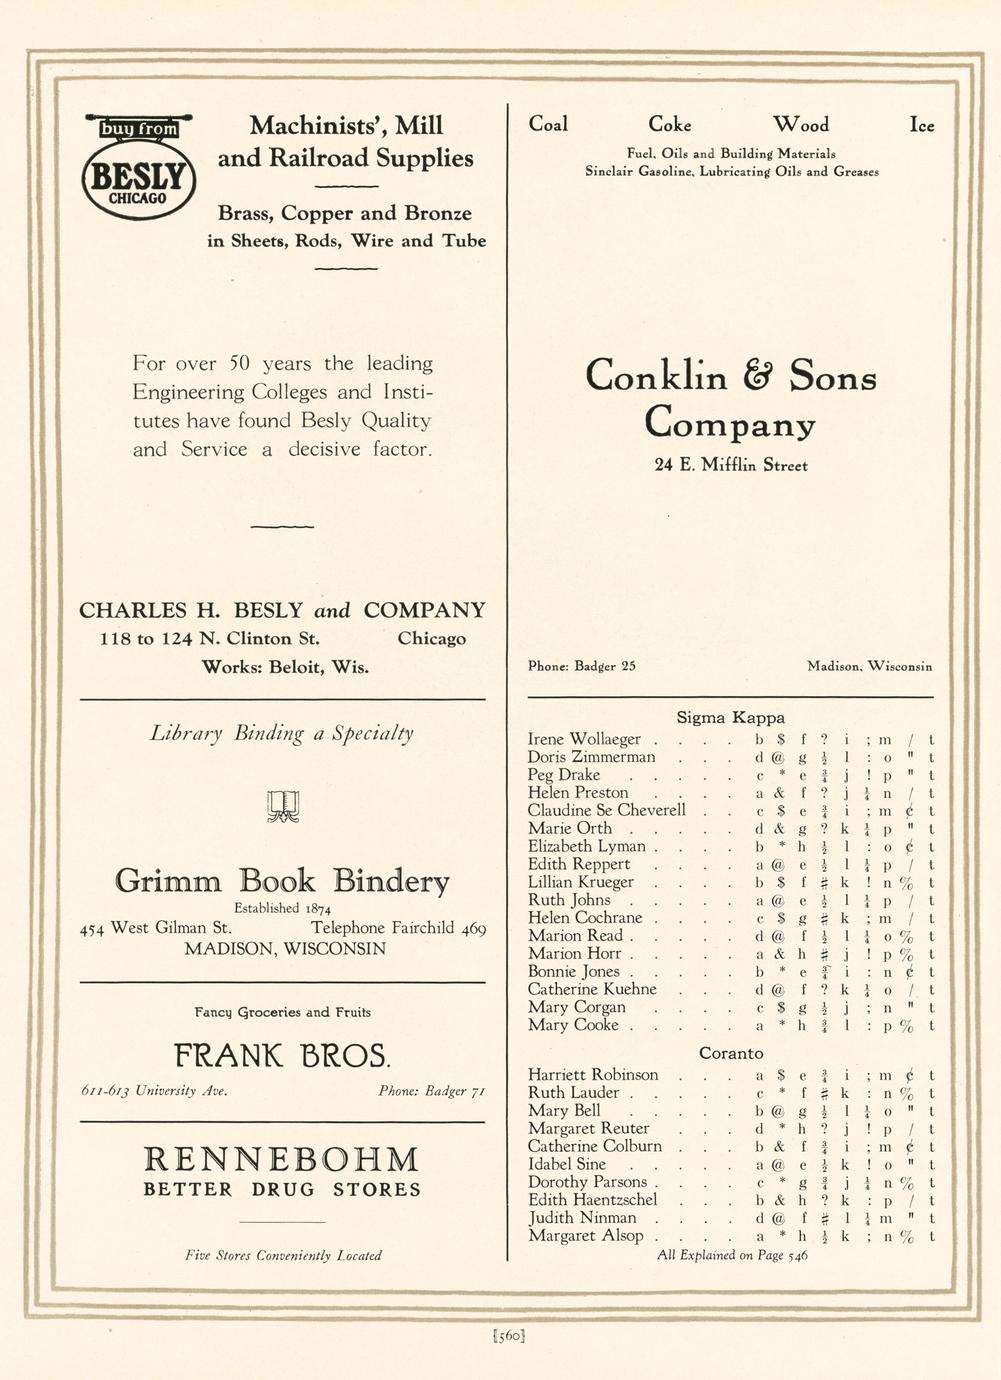 buy from
BESLY
CHICAGO
Machinists', Mill
and Railroad Supplies
Brass, Copper and Bronze
in Sheets, Rods, Wire and Tube
For over 50 years the leading
Engineering Colleges and Insti-
tutes have found Besly Quality
and Service a decisive factor.
CHARLES H. BESLY and COMPANY
118 to 124 N. Clinton St. Chicago
Works: Beloit, Wis.
Library Binding a Specialty
Grimm Book Bindery
Established 1874
454 West Gilman St. Telephone Fairchild 469
MADISON, WISCONSIN
Fancy Groceries and Fruits
FRANK BROS.
611-613 University Ave. Phone: Badger 71
RENNEBOHM
BETTER DRUG STORES
Five Stores Conveniently Located
Coal Coke Wood Ice
Fuel, Oils and Building Materials
Sinclair Gasoline, Lubricating Oils and Greases
Conklin & Sons
Company
24 E. Mifflin Street
Phone: Badger 25 Madison, Wisconsin
Sigma Kappa
Irene Wollaeger . . . . b $ f ? i ; m / t
Doris Zimmerman . . . d @ g ½ l : o " t
Peg Drake . . . . . c * e ¾ j ! p " t
Helen Preston . . . . a & f ? j ¼ n / t
Claudine Se Cheverell . . c $ e ¾ i ; m ¢ t
Marie Orth . . . . . d & g ? k ¼ p " t
Elizabeth Lyman . . . . b * h ½ l : o ¢ t
Edith Reppert . . . . a @ e ½ l ¼ p / t
Lillian Krueger . . . . b $ f # k ! n % t
Ruth Johns . . . . a @ e ½ l ¼ p / t
Helen Cochrane . . . . c $ g # k ; m / t
Marion Read . . . . . d @ f ½ l ¼ o % t
Marion Horr . . . . . a & h # j ! p % t
Bonnie Jones . . . . b * e ¾ i : n ¢ t
Catherine Kuehne . . . d @ f ? k ¼ o / t
Mary Corgan . . . . c $ g ½ j ; n " t
Mary Cooke . . . . . a * h ¾ l : p % t
Coranto
Harriett Robinson . . . a $ e ¾ i ; m ¢ t
Ruth Lauder . . . . . c * f # k : n % t
Mary Bell . . . . . b @ g ½ l ¼ o " t
Margaret Reuter . . . d * h ? j ! p / t
Catherine Colburn . . . b & f ¾ i ; m ¢ t
Idabel Sine . . . . . a @ e ½ k ! o " t
Dorothy Parsons . . . . c * g ¾ j ¼ n % t
Edith Haentzschel . . . b & h ? k : p / t
Judith Ninman . . . . d @ f # l ¼ m " t
Margaret Alsop . . . . a * h ½ k ; n % t
All Explained on Page 546
[560]